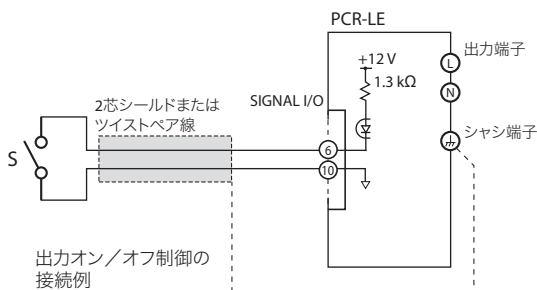 PCR-LE
+12 V
1.3 kΩ
SIGNAL I/O
出力端子
L
N
シャシ端子
2芯シールドまたは
ツイストペア線
S
6
10
出力オン／オフ制御の
接続例